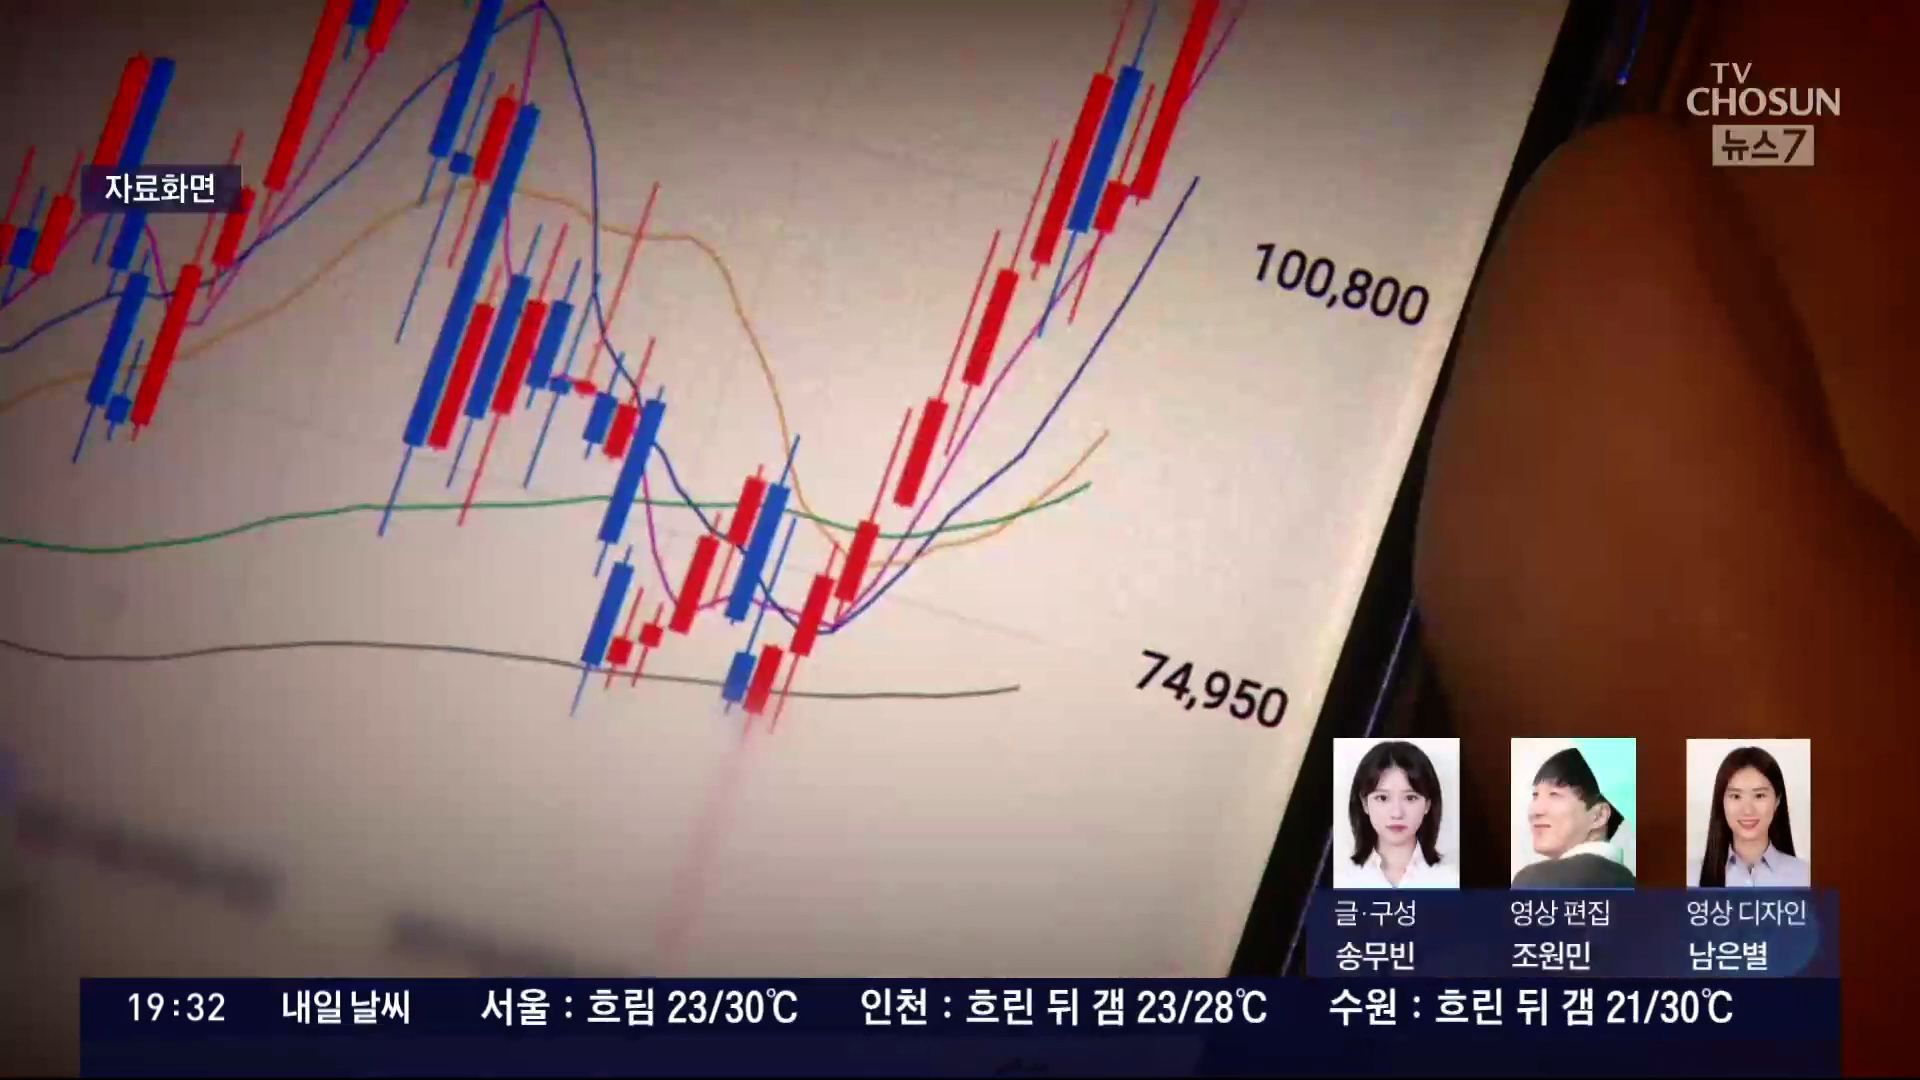 TV
CHOSUN
뉴스7
자료화면
100,800
74,950
글·구성
송무빈
영상 편집
조원민
영상 디자인
남은별
19:32 내일 날씨 서울 : 흐림 23/30℃ 인천 : 흐린 뒤 갬 23/28℃ 수원 : 흐린 뒤 갬 21/30℃